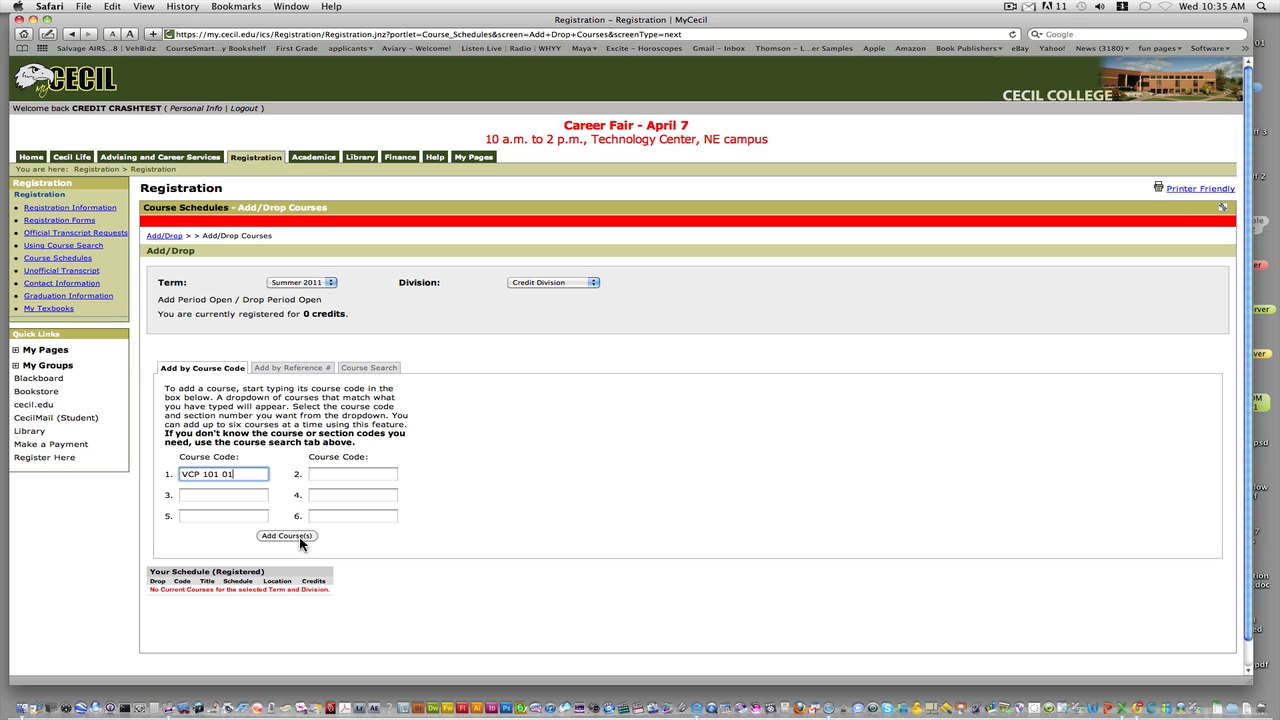 Safari File Edit View History Bookmarks Window Help 11 Wed 10:35 AM
Registration - Registration | MyCecil
https://my.cecil.edu/ics/Registration/Registration.jnz?portlet=Course_Schedules&screen=Add+Drop+Courses&screenType=next
Google
Salvage AIRS...8 | VehBidz CourseSmart...y Bookshelf First Grade applicants Aviary – Welcome! Listen Live | Radio | WHYY Maya Excite - Horoscopes Gmail – Inbox Thomson – L...er Samples Apple Amazon Book Publishers eBay Yahoo! News (3180) fun pages Software
my CECIL
CECIL COLLEGE
Welcome back CREDIT CRASHTEST ( Personal Info | Logout )
Career Fair - April 7
10 a.m. to 2 p.m., Technology Center, NE campus
Home Cecil Life Advising and Career Services Registration Academics Library Finance Help My Pages
You are here: Registration > Registration
Registration
Registration
Registration Information
Registration Forms
Official Transcript Requests
Using Course Search
Course Schedules
Unofficial Transcript
Contact Information
Graduation Information
My Texbooks
Quick Links
My Pages
My Groups
Blackboard
Bookstore
cecil.edu
CecilMail (Student)
Library
Make a Payment
Register Here
Registration
Printer Friendly
Course Schedules - Add/Drop Courses
Add/Drop > > Add/Drop Courses
Add/Drop
Term: Summer 2011 Division: Credit Division
Add Period Open / Drop Period Open
You are currently registered for 0 credits.
Add by Course Code Add by Reference # Course Search
To add a course, start typing its course code in the
box below. A dropdown of courses that match what
you have typed will appear. Select the course code
and section number you want from the dropdown. You
can add up to six courses at a time using this feature.
If you don't know the course or section codes you
need, use the course search tab above.
Course Code: Course Code:
1. VCP 101 01 2.
3. 4.
5. 6.
Add Course(s)
Your Schedule (Registered)
Drop Code Title Schedule Location Credits
No Current Courses for the selected Term and Division.